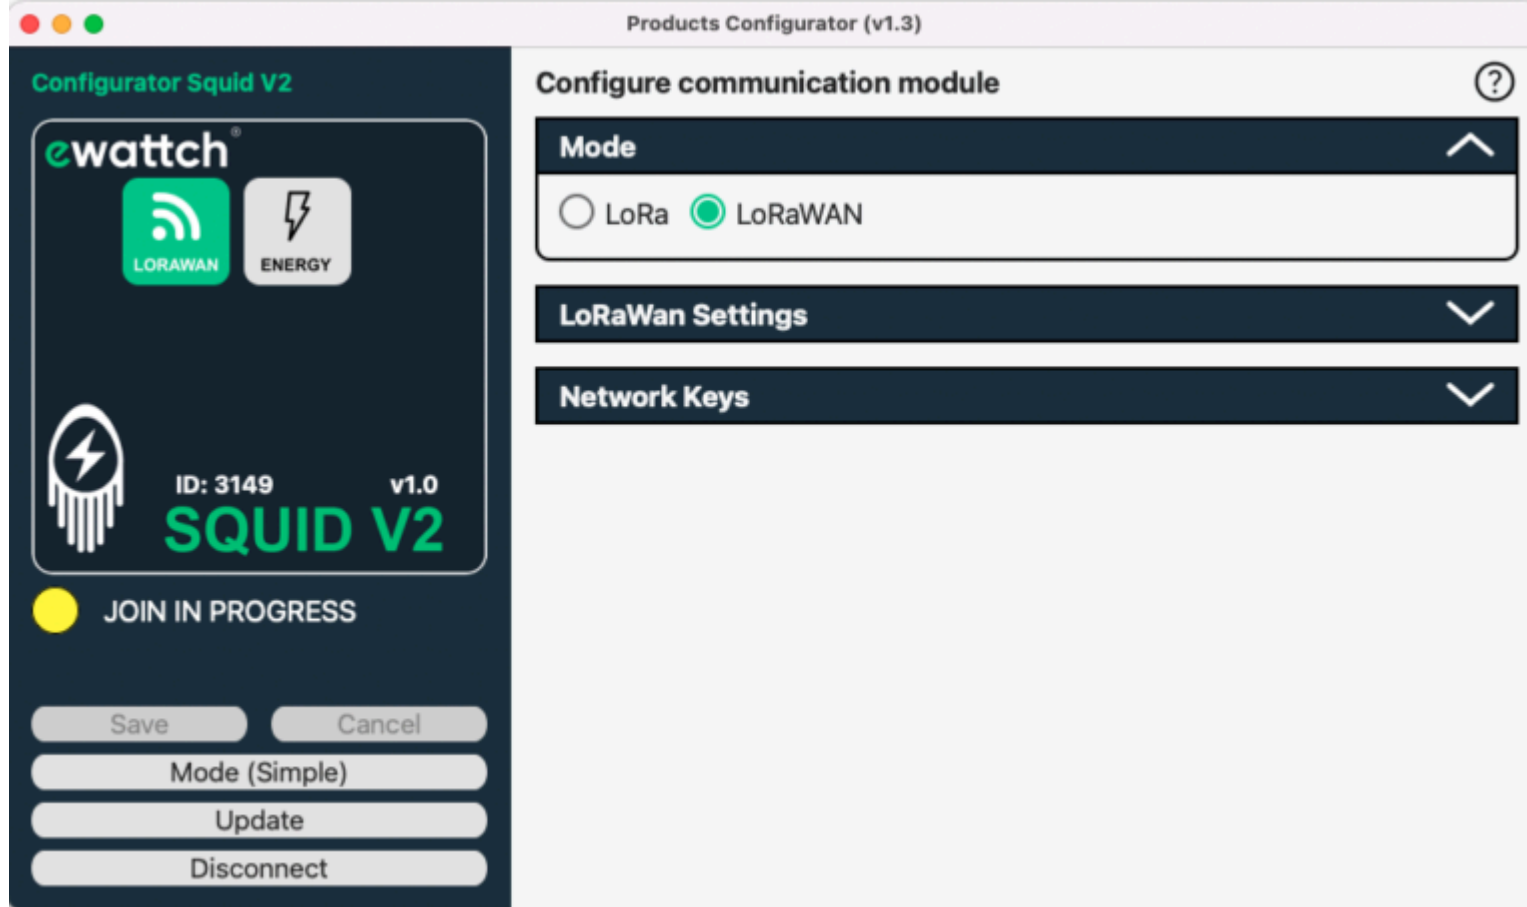 Products Configurator (v1.3)
Configurator Squid V2
ewattch®
LORAWAN
ENERGY
ID: 3149 v1.0
SQUID V2
JOIN IN PROGRESS
Save
Cancel
Mode (Simple)
Update
Disconnect
Configure communication module
?
Mode
LoRa
LoRaWAN
LoRaWan Settings
Network Keys